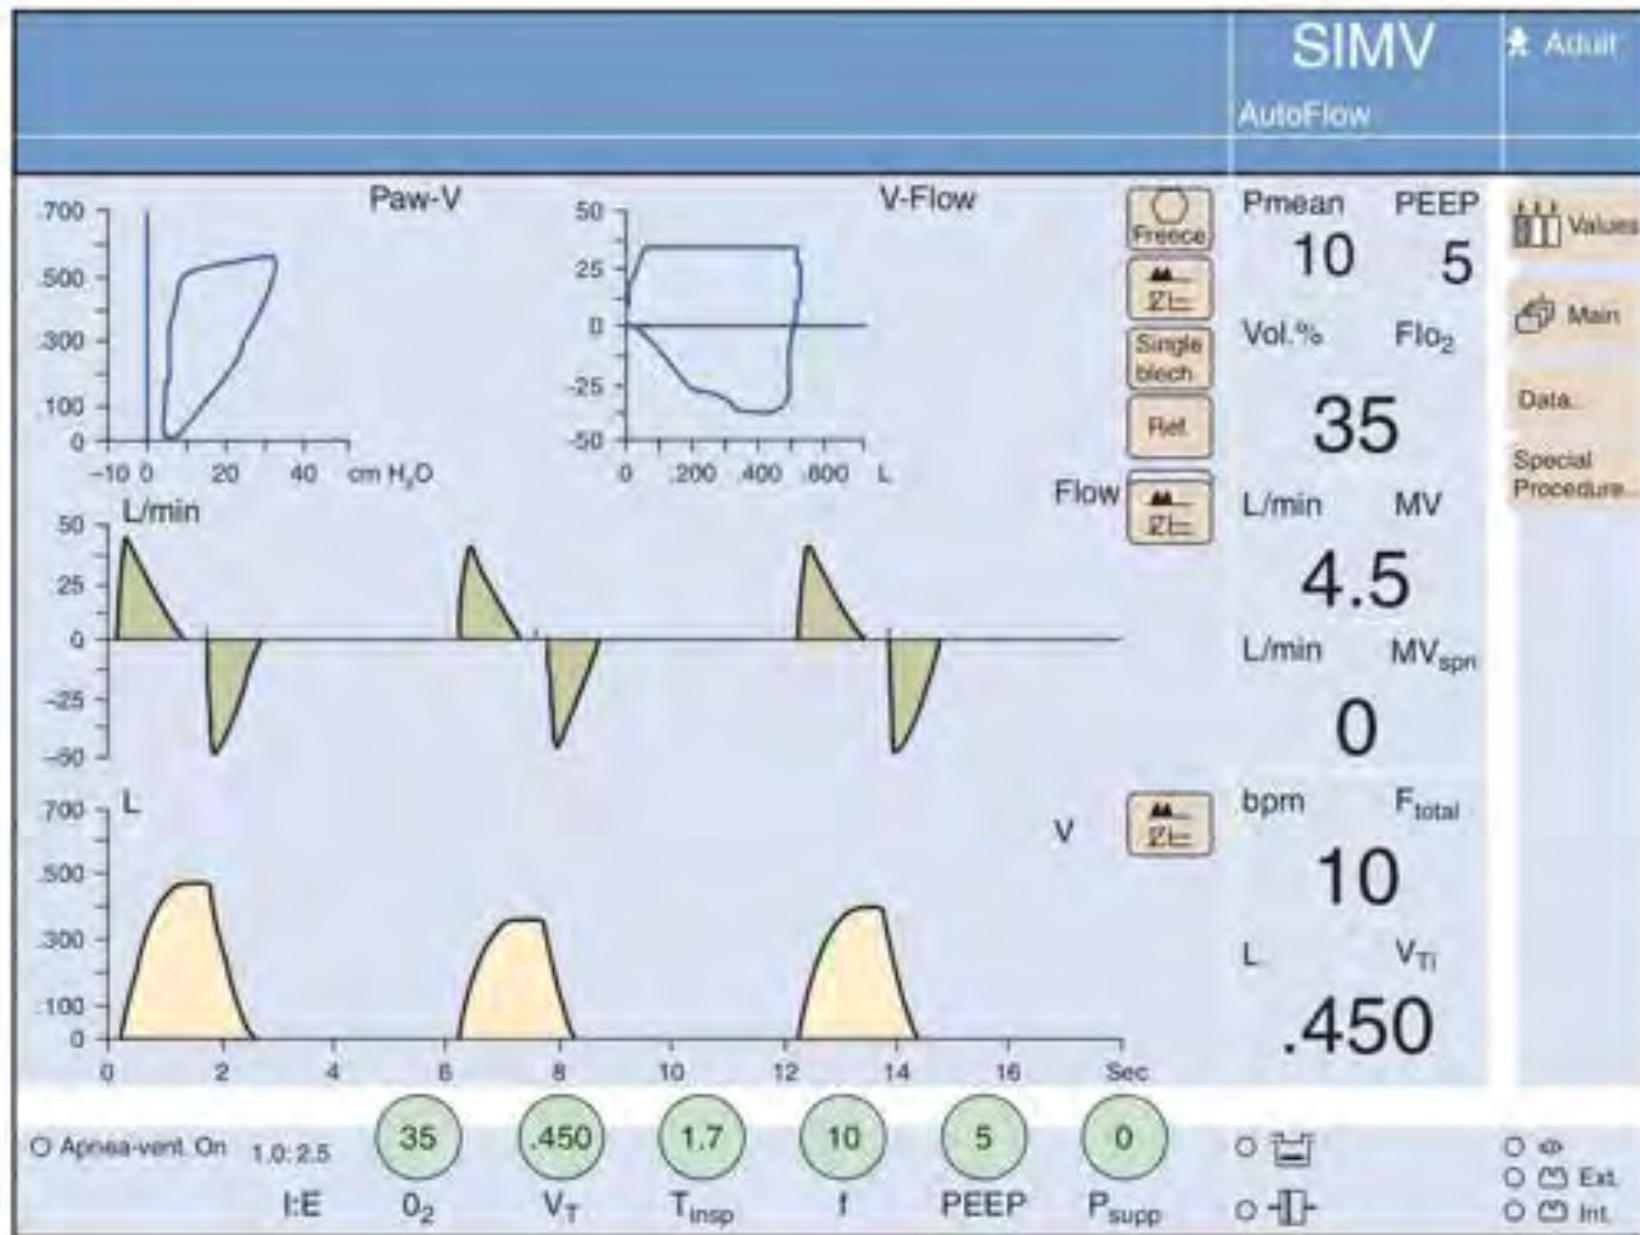 SIMV
Adult
AutoFlow
Paw-V
.700
.500
.300
.100
0
-10 0 20 40 cm H₂O
V-Flow
50
25
0
-25
-50
0 .200 .400 .600 L
Freece
Single
blech
Ref.
Pmean PEEP
10 5
Vol.% FIo₂
35
L/min MV
4.5
L/min MVspn
0
bpm Ftotal
10
L VTi
.450
Values
Main
Data...
Special
Procedure...
Flow
L/min
50
25
0
-25
-50
V
L
.700
.500
.300
.100
0
0 2 4 6 8 10 12 14 16 Sec
Apnea-vent. On 1.0:2.5 35 .450 1.7 10 5 0
I:E O₂ VT Tinsp f PEEP Psupp
Ext.
Int.